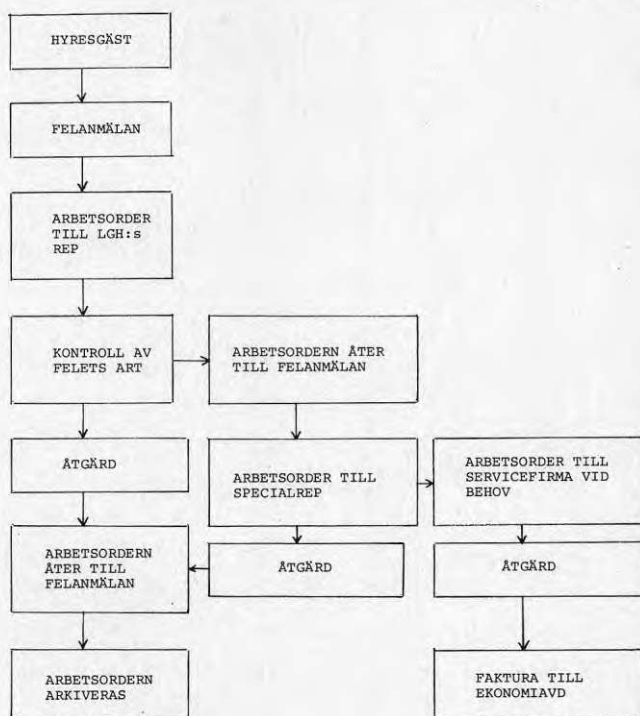 HYRESGÄST
FELANMÄLAN
ARBETSORDER
TILL LGH:s
REP
KONTROLL AV
FELETS ART
ARBETSORDERN ÅTER
TILL FELANMÄLAN
ÅTGÄRD
ARBETSORDER TILL
SPECIALREP
ARBETSORDER TILL
SERVICEFIRMA VID
BEHOV
ARBETSORDERN
ÅTER TILL
FELANMÄLAN
ÅTGÄRD
ÅTGÄRD
ARBETSORDERN
ARKIVERAS
FAKTURA TILL
EKONOMIAVD